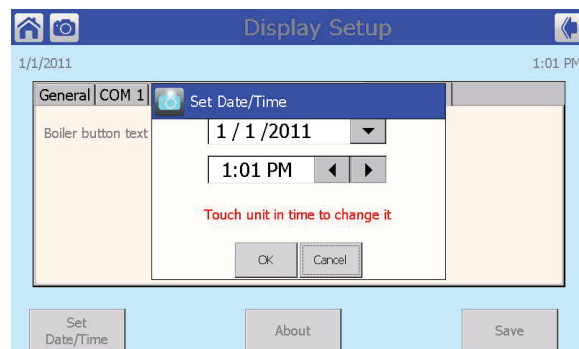 Display Setup
1/1/2011
1:01 PM
General COM 1
Set Date/Time
Boiler button text
1 / 1 /2011
1:01 PM
Touch unit in time to change it
OK
Cancel
Set
Date/Time
About
Save